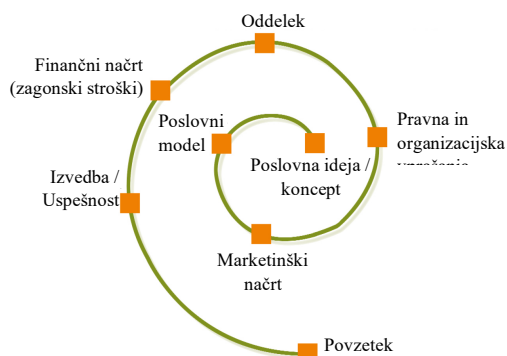 Oddelek
Finančni načrt
(zagonski stroški)
Poslovni
model
Pravna in
organizacijska
Poslovna ideja /
koncept
Izvedba /
Uspešnost
Marketinški
načrt
Povzetek